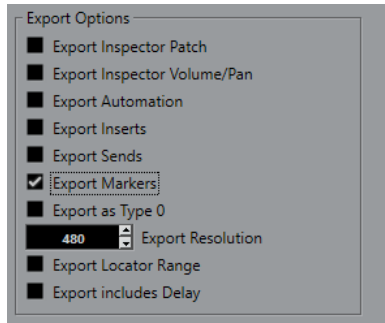 Export Options
Export Inspector Patch
Export Inspector Volume/Pan
Export Automation
Export Inserts
Export Sends
Export Markers
Export as Type 0
480 Export Resolution
Export Locator Range
Export includes Delay